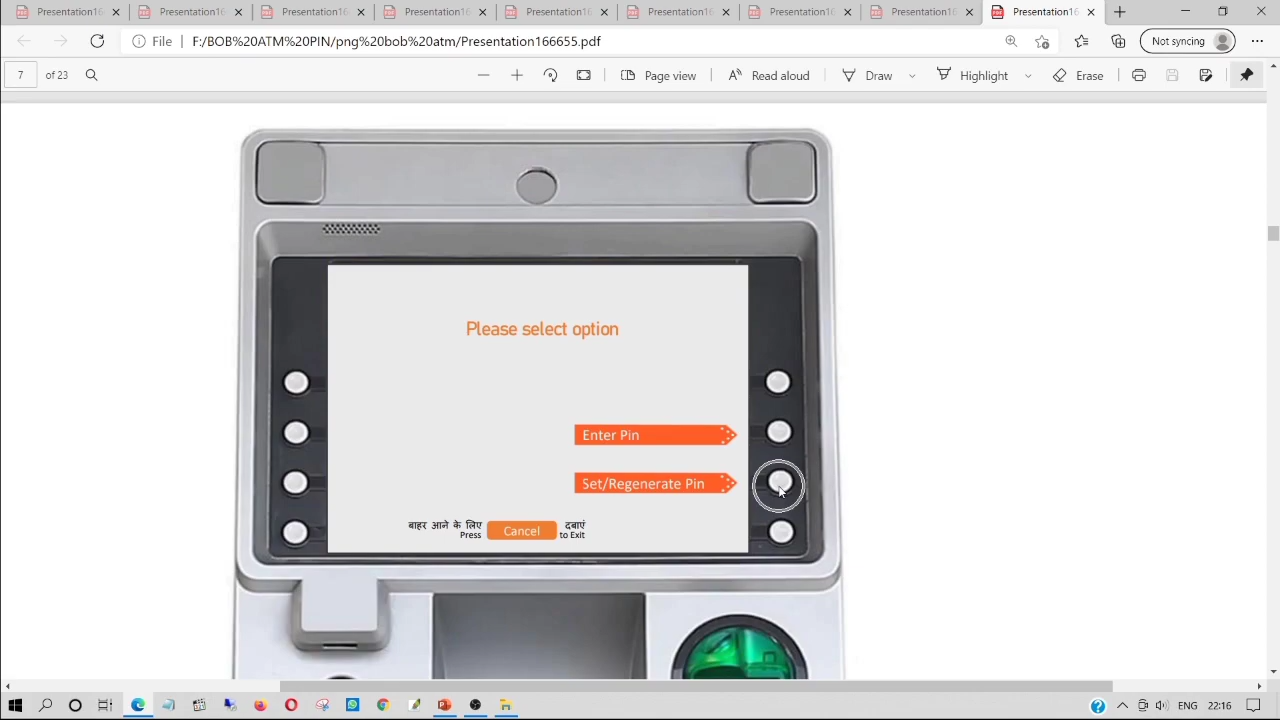 Presentation16
Presentation16
Presentation16
Presentation16
Presentation16
Presentation16
Presentation16
Presentation16
Presentation16
File
F:/BOB%20ATM%20PIN/png%20bob%20atm/Presentation166655.pdf
Not syncing
7 of 23
Page view
Read aloud
Draw
Highlight
Erase
Please select option
Enter Pin
Set/Regenerate Pin
बाहर आने के लिए Cancel दबाएं
Press to Exit
ENG 22:16